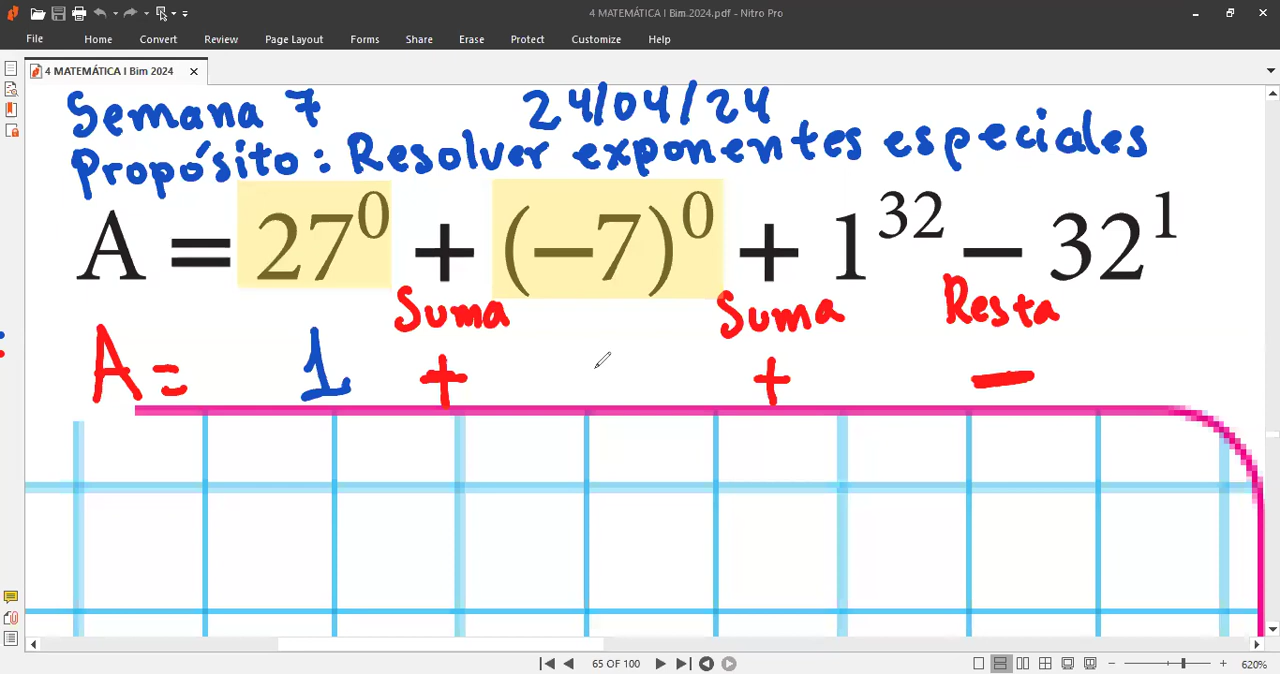 4 MATEMÁTICA I Bim.2024.pdf - Nitro Pro
File Home Convert Review Page Layout Forms Share Erase Protect Customize Help
4 MATEMÁTICA I Bim 2024
Semana 7 24/04/24
Propósito: Resolver exponentes especiales
A = 27⁰ + (−7)⁰ + 1³² − 32¹
Suma Suma Resta
A = 1 + + −
65 OF 100 620%